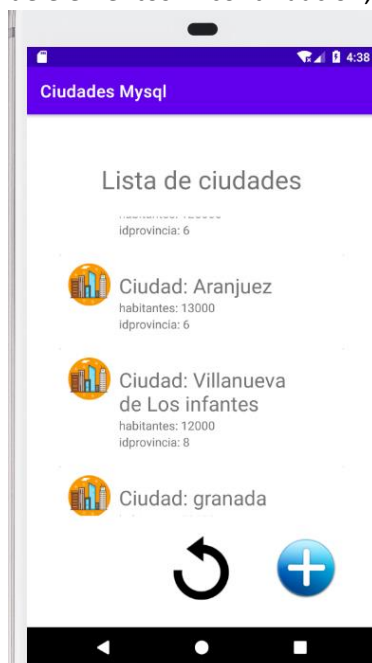 4:38
Ciudades Mysql
Lista de ciudades
idprovincia: 6
Ciudad: Aranjuez
habitantes: 13000
idprovincia: 6
Ciudad: Villanueva
de Los infantes
habitantes: 12000
idprovincia: 8
Ciudad: granada